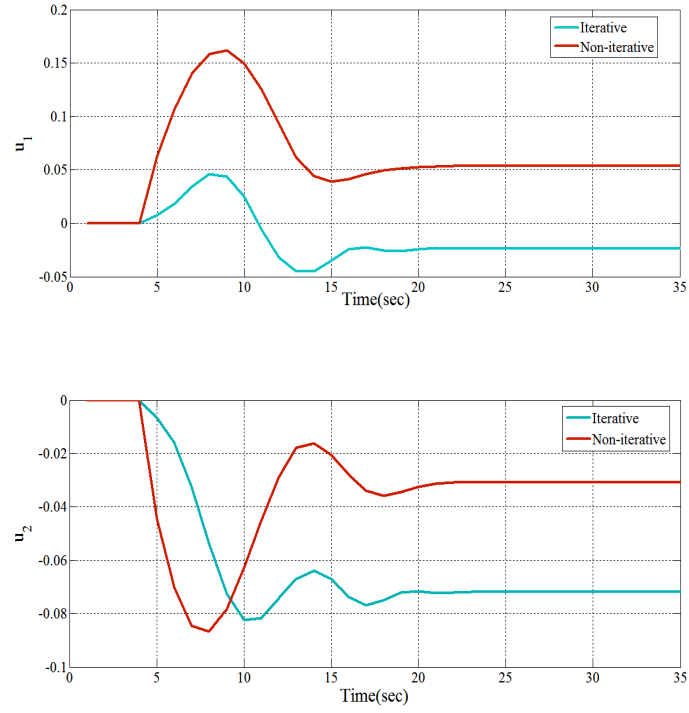 0.2
0.15
0.1
0.05
0
-0.05
u1
Iterative
Non-iterative
0 5 10 15 20 25 30 35
Time(sec)
0
-0.02
-0.04
-0.06
-0.08
-0.1
u2
Iterative
Non-iterative
0 5 10 15 20 25 30 35
Time(sec)